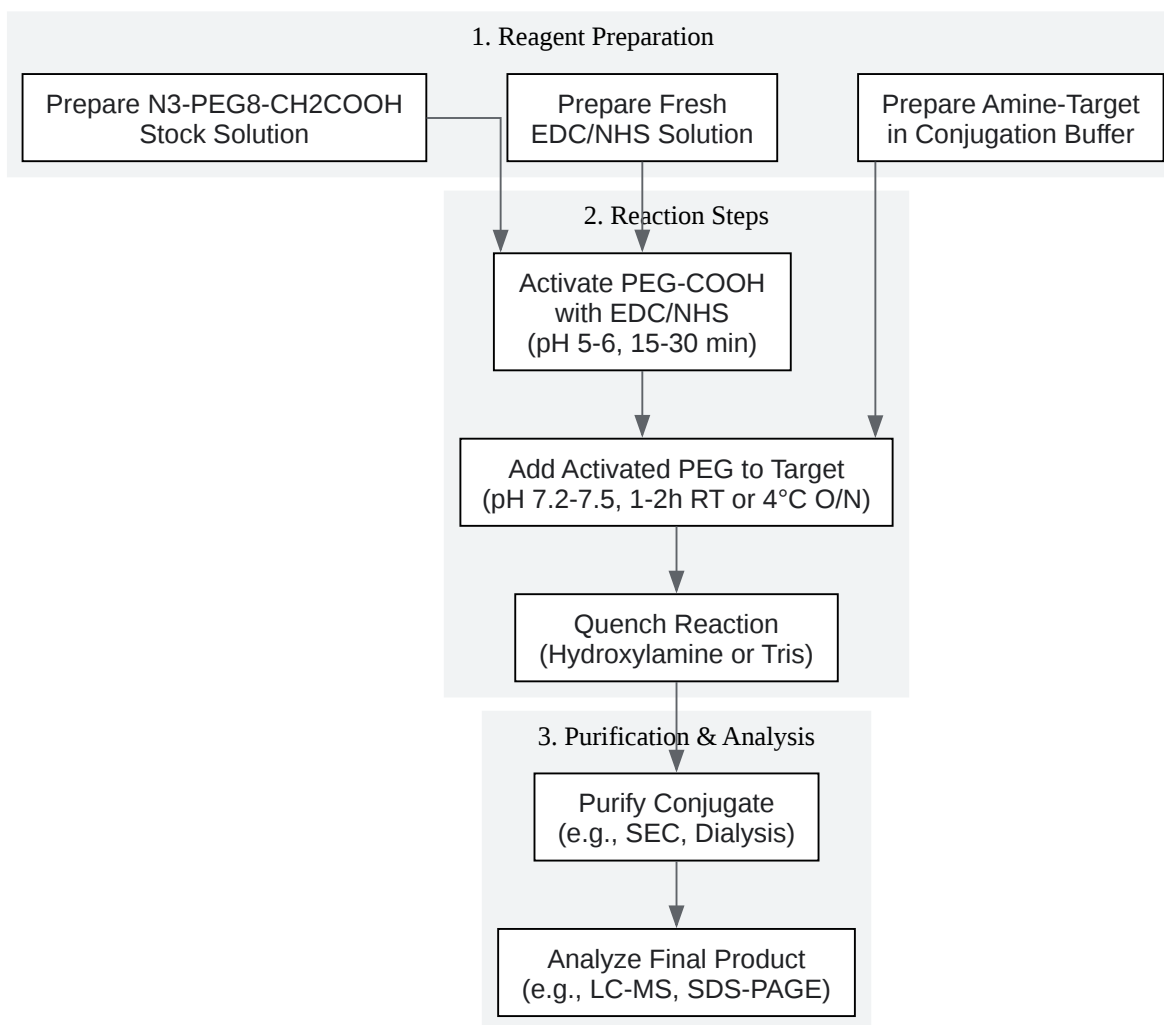 1. Reagent Preparation
Prepare N3-PEG8-CH2COOH
Stock Solution
Prepare Fresh
EDC/NHS Solution
Prepare Amine-Target
in Conjugation Buffer
2. Reaction Steps
Activate PEG-COOH
with EDC/NHS
(pH 5-6, 15-30 min)
Add Activated PEG to Target
(pH 7.2-7.5, 1-2h RT or 4°C O/N)
Quench Reaction
(Hydroxylamine or Tris)
3. Purification & Analysis
Purify Conjugate
(e.g., SEC, Dialysis)
Analyze Final Product
(e.g., LC-MS, SDS-PAGE)